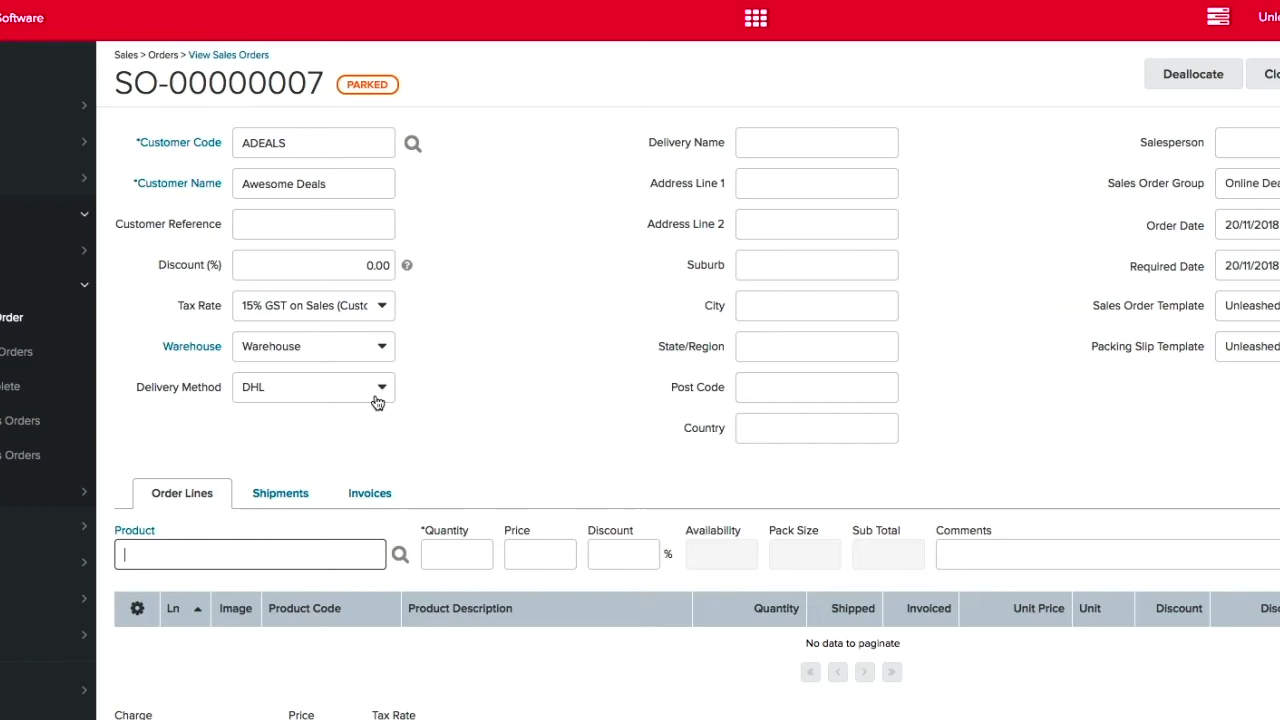 Software
Unl
Sales > Orders > View Sales Orders
SO-00000007 PARKED
Deallocate
Clo
*Customer Code ADEALS
Delivery Name
Salesperson
*Customer Name Awesome Deals
Address Line 1
Sales Order Group Online Dea
Customer Reference
Address Line 2
Order Date 20/11/2018
Discount (%) 0.00 ?
Suburb
Required Date 20/11/2018
Tax Rate 15% GST on Sales (Custo
City
Sales Order Template Unleashed
Order
Warehouse Warehouse
State/Region
Packing Slip Template Unleashed
Orders
Delivery Method DHL
Post Code
plete
s Orders
Country
s Orders
Order Lines Shipments Invoices
Product *Quantity Price Discount Availability Pack Size Sub Total Comments
%
Ln Image Product Code Product Description Quantity Shipped Invoiced Unit Price Unit Discount Disc
No data to paginate
« ‹ › »
Charge Price Tax Rate